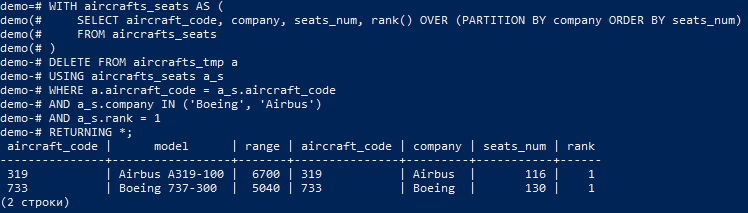 demo=# WITH aircrafts_seats AS (
demo(#     SELECT aircraft_code, company, seats_num, rank() OVER (PARTITION BY company ORDER BY seats_num)
demo(#     FROM aircrafts_seats
demo(# )
demo-# DELETE FROM aircrafts_tmp a
demo-# USING aircrafts_seats a_s
demo-# WHERE a.aircraft_code = a_s.aircraft_code
demo-# AND a_s.company IN ('Boeing', 'Airbus')
demo-# AND a_s.rank = 1
demo-# RETURNING *;
 aircraft_code |      model      | range | aircraft_code | company | seats_num | rank
---------------+-----------------+-------+---------------+---------+-----------+------
 319           | Airbus A319-100 |  6700 | 319           | Airbus  |       116 |    1
 733           | Boeing 737-300  |  5040 | 733           | Boeing  |       130 |    1
(2 строки)